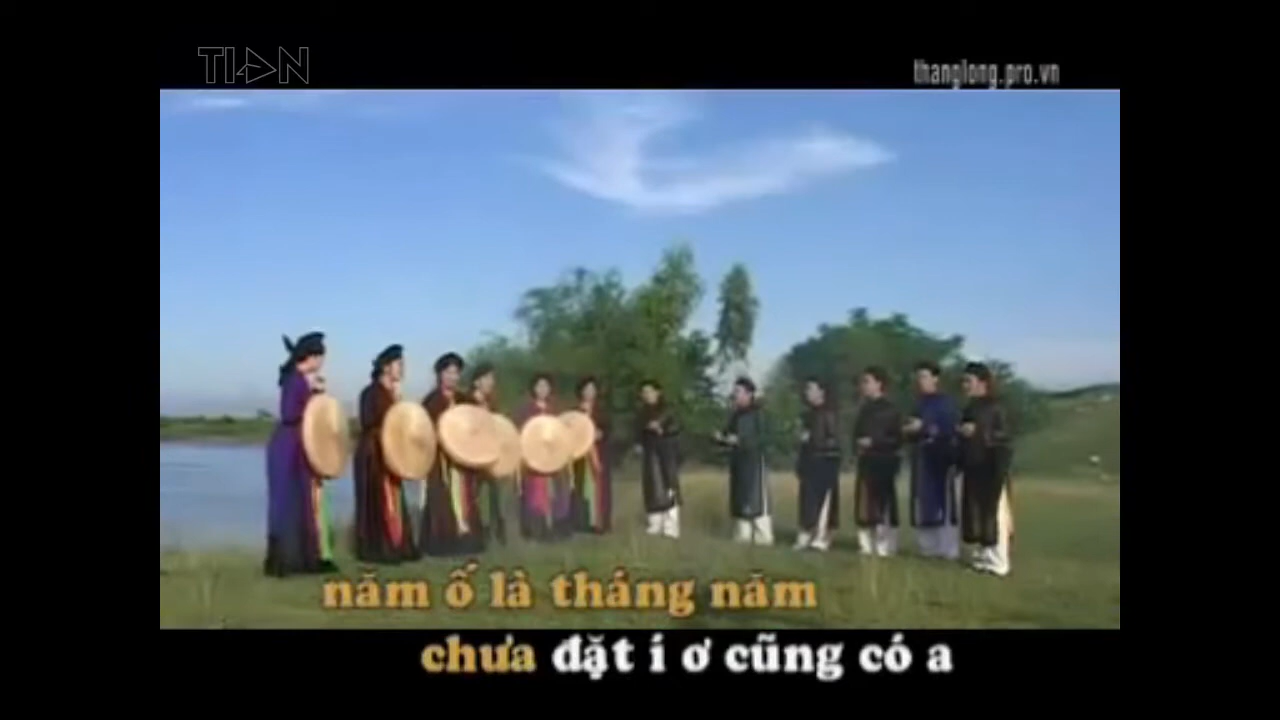 TIAN
thanglong.pro.vn
năm ố là tháng năm
chưa đặt í ơ cũng có a